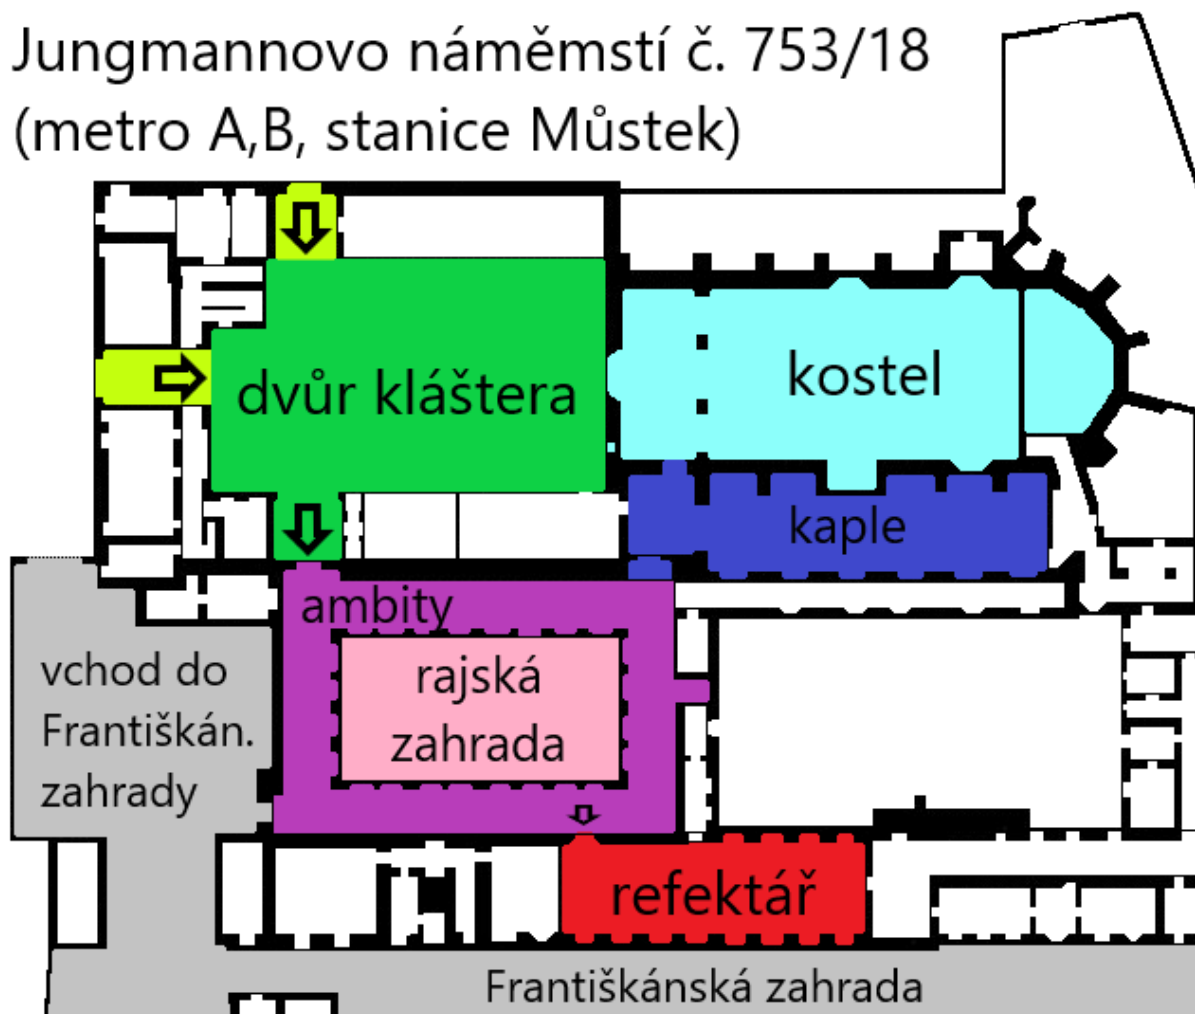 Jungmannovo náměmstí č. 753/18
(metro A,B, stanice Můstek)
dvůr kláštera
kostel
kaple
ambity
rajská
zahrada
vchod do
Františkán.
zahrady
refektář
Františkánská zahrada